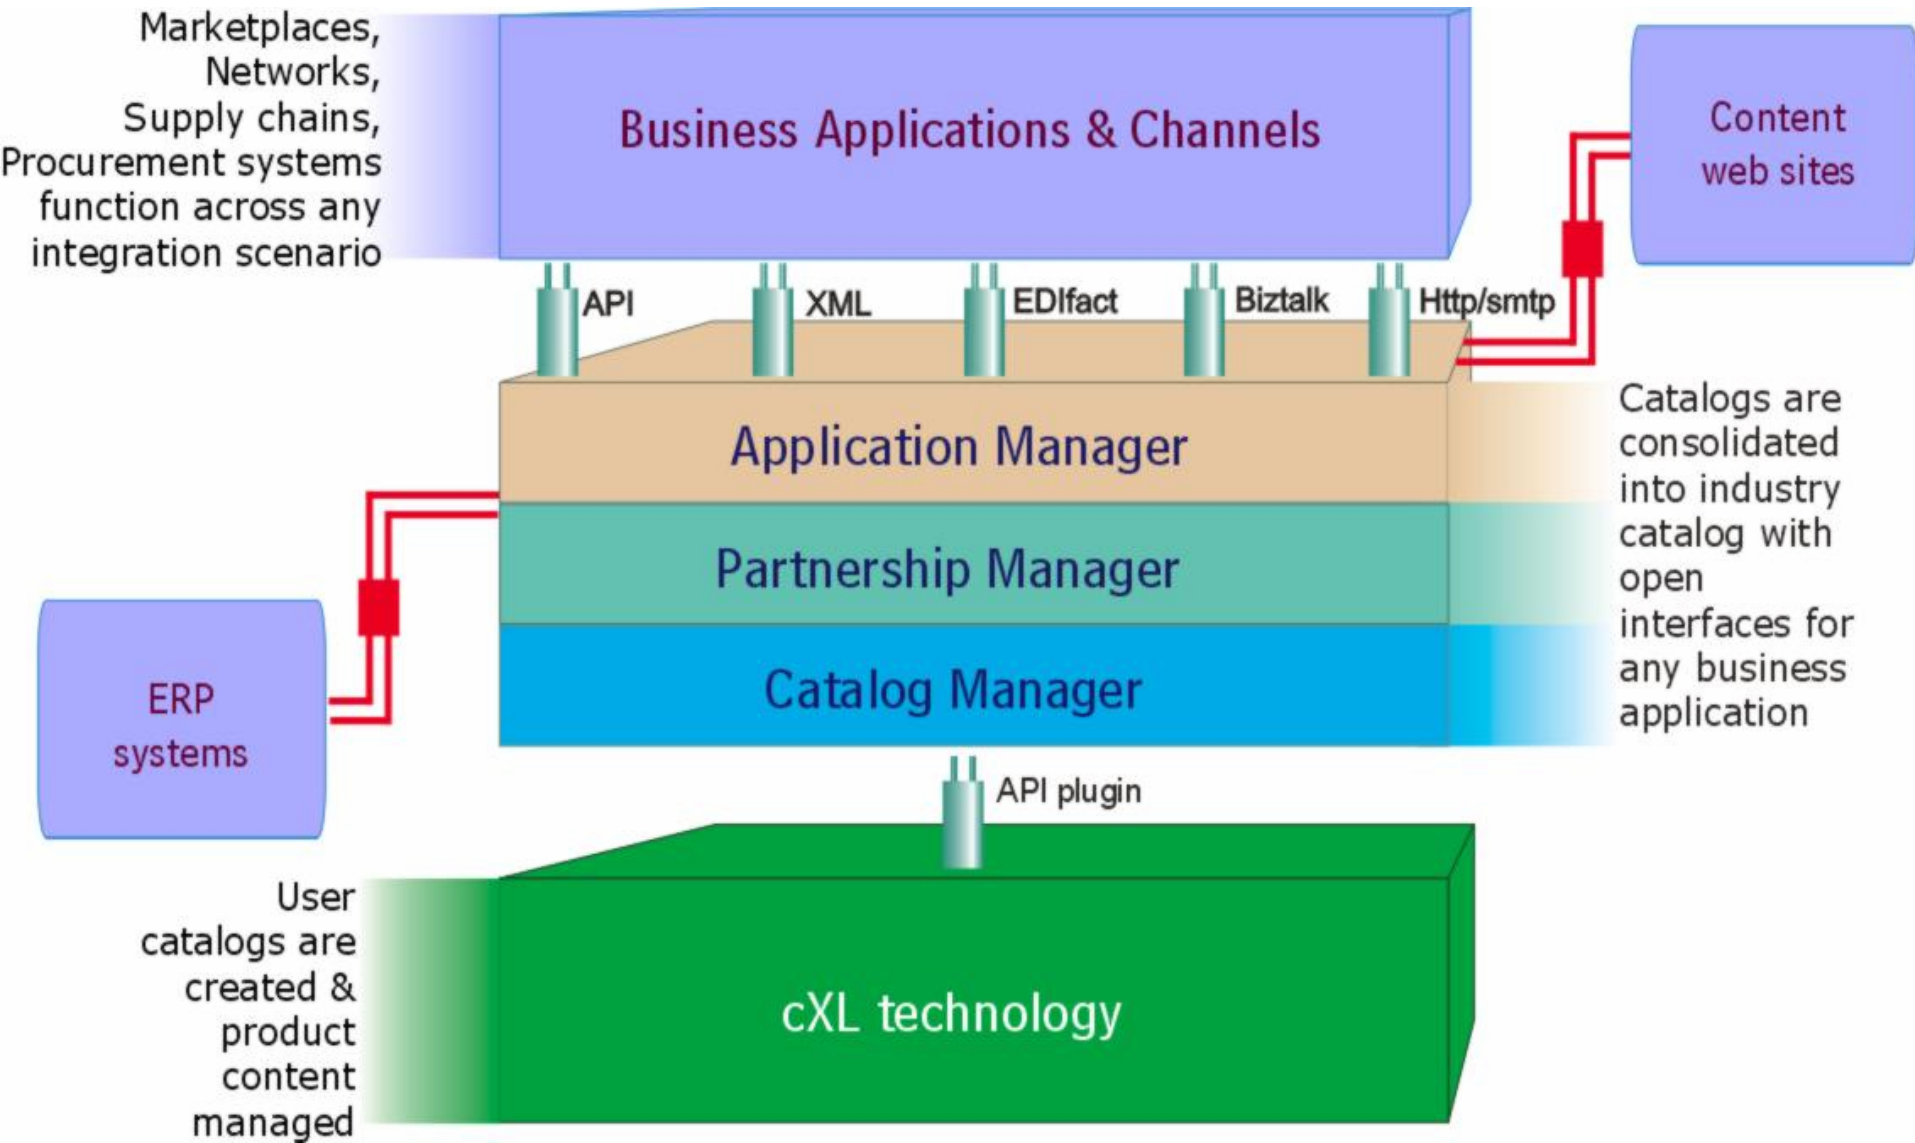 Marketplaces,
Networks,
Supply chains,
Procurement systems
function across any
integration scenario
Business Applications & Channels
Content
web sites
API
XML
EDIfact
Biztalk
Http/smtp
Application Manager
Partnership Manager
Catalog Manager
Catalogs are
consolidated
into industry
catalog with
open
interfaces for
any business
application
ERP
systems
API plugin
User
catalogs are
created &
product
content
managed
cXL technology